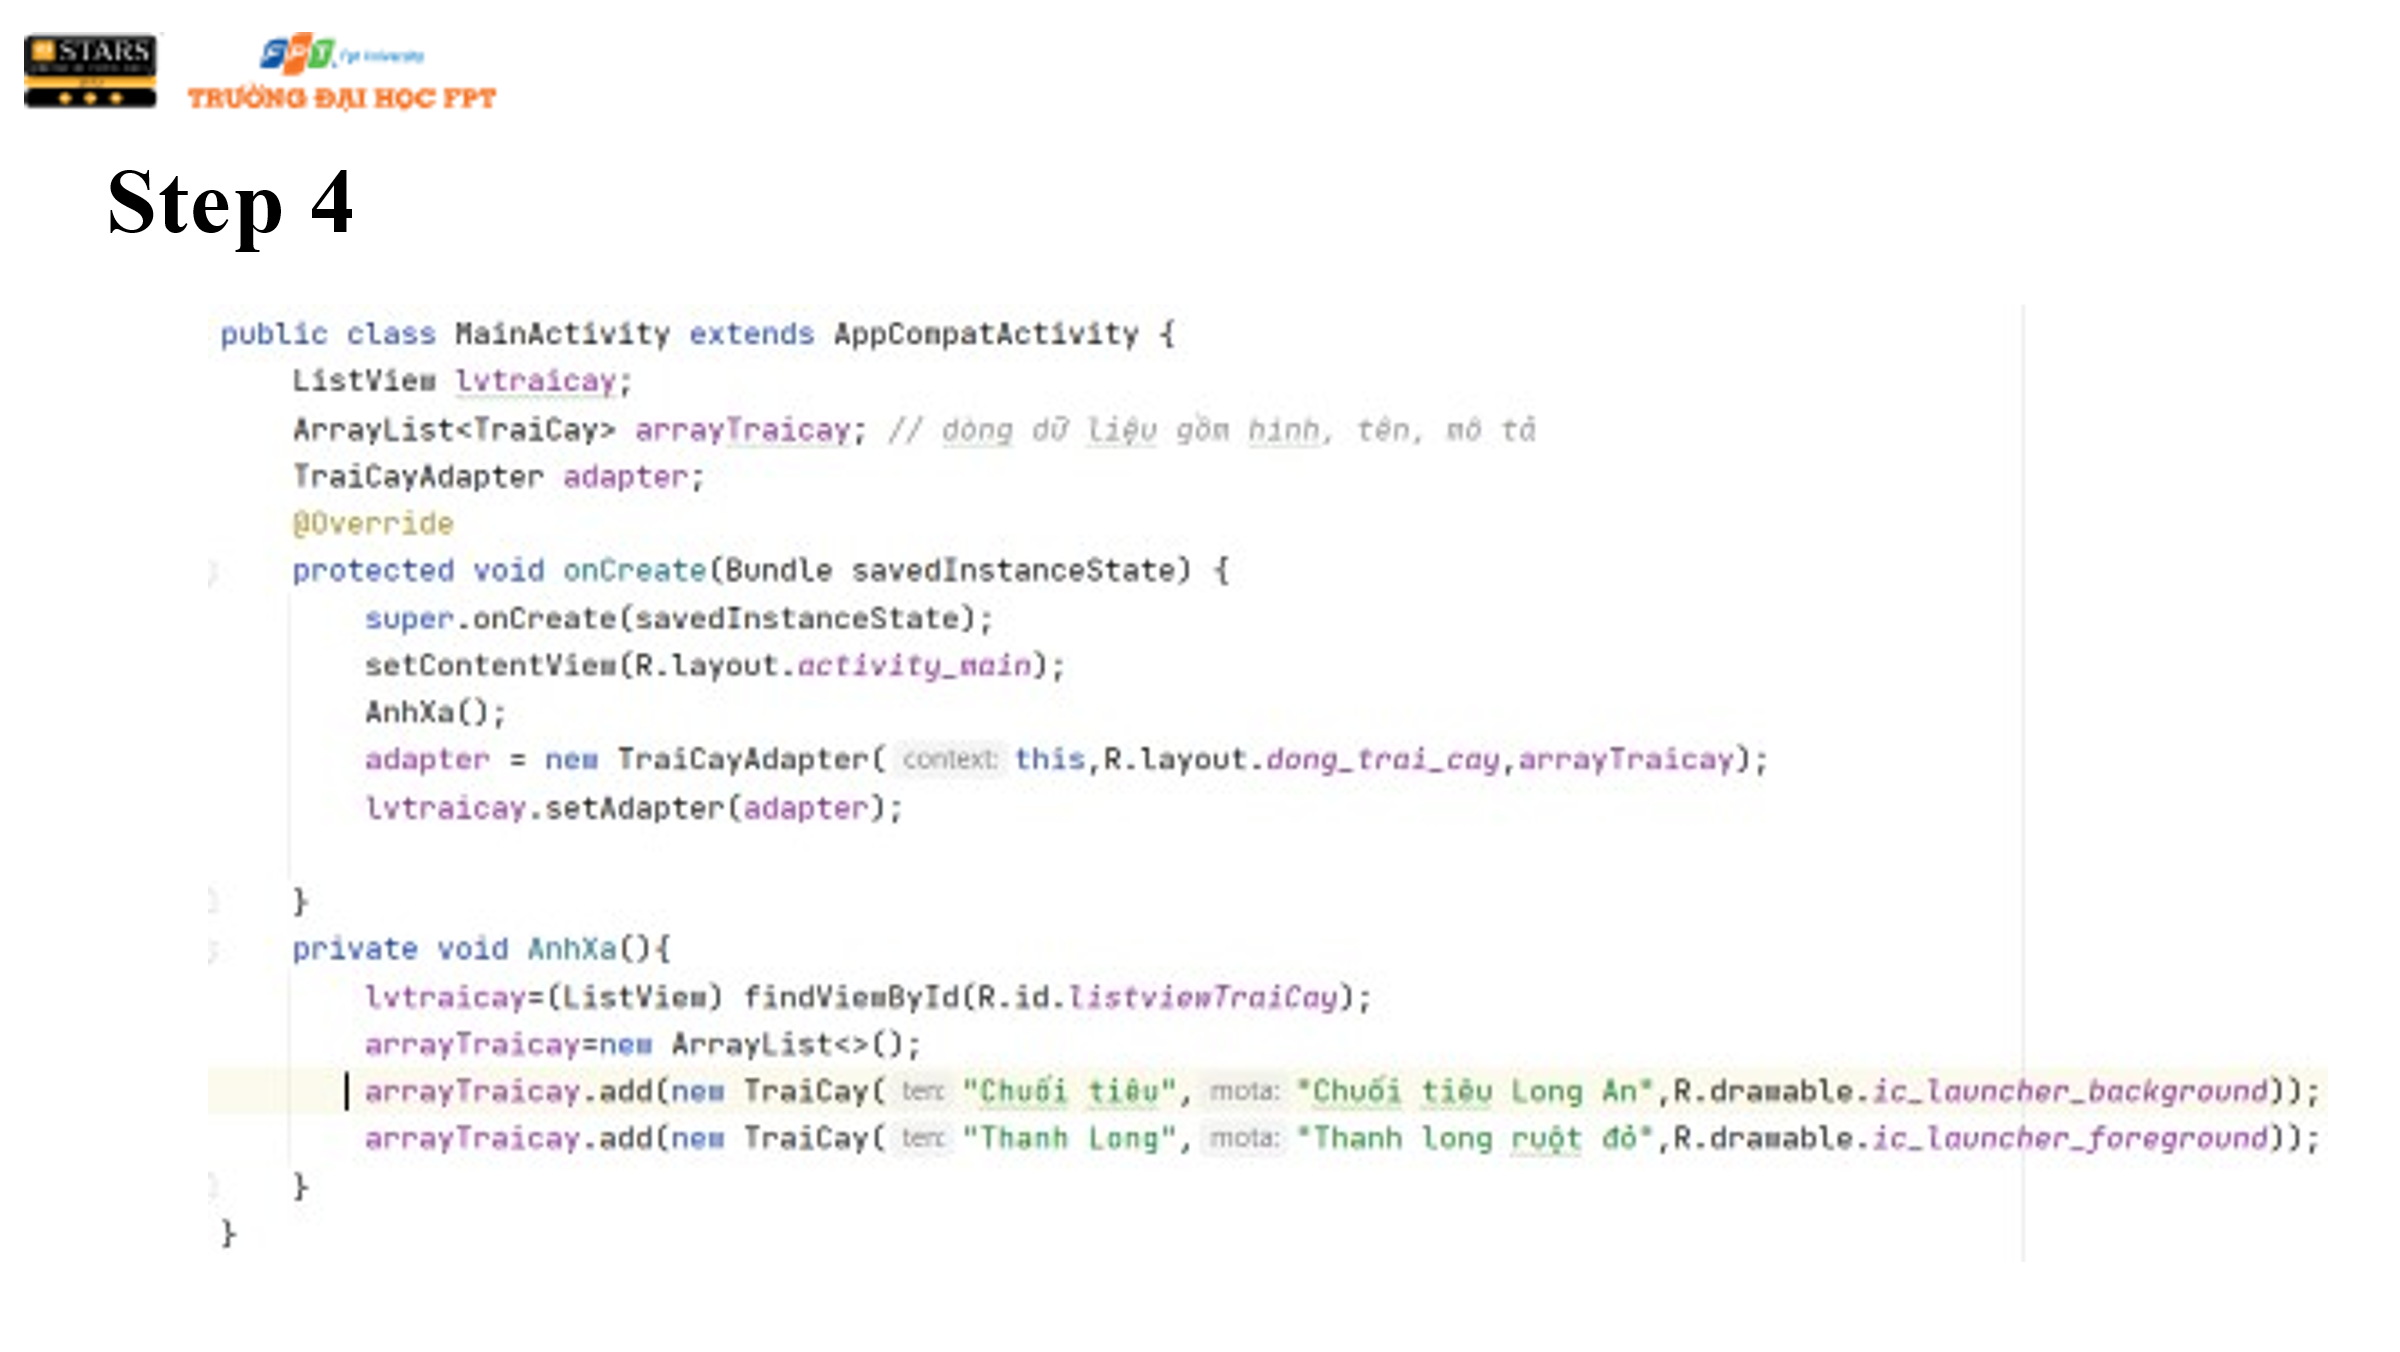 STARS
FPT Fpt University
TRƯỜNG ĐẠI HỌC FPT
Step 4
public class MainActivity extends AppCompatActivity {
ListView lvtraicay;
ArrayList<TraiCay> arrayTraicay; // dòng dữ liệu gồm hình, tên, mô tả
TraiCayAdapter adapter;
@Override
protected void onCreate(Bundle savedInstanceState) {
super.onCreate(savedInstanceState);
setContentView(R.layout.activity_main);
AnhXa();
adapter = new TraiCayAdapter( context: this,R.layout.dong_trai_cay,arrayTraicay);
lvtraicay.setAdapter(adapter);
}
private void AnhXa(){
lvtraicay=(ListView) findViewById(R.id.listviewTraiCay);
arrayTraicay=new ArrayList<>();
arrayTraicay.add(new TraiCay( ten: "Chuối tiêu", mota: "Chuối tiêu Long An",R.drawable.ic_launcher_background));
arrayTraicay.add(new TraiCay( ten: "Thanh Long", mota: "Thanh long ruột đỏ",R.drawable.ic_launcher_foreground));
}
}